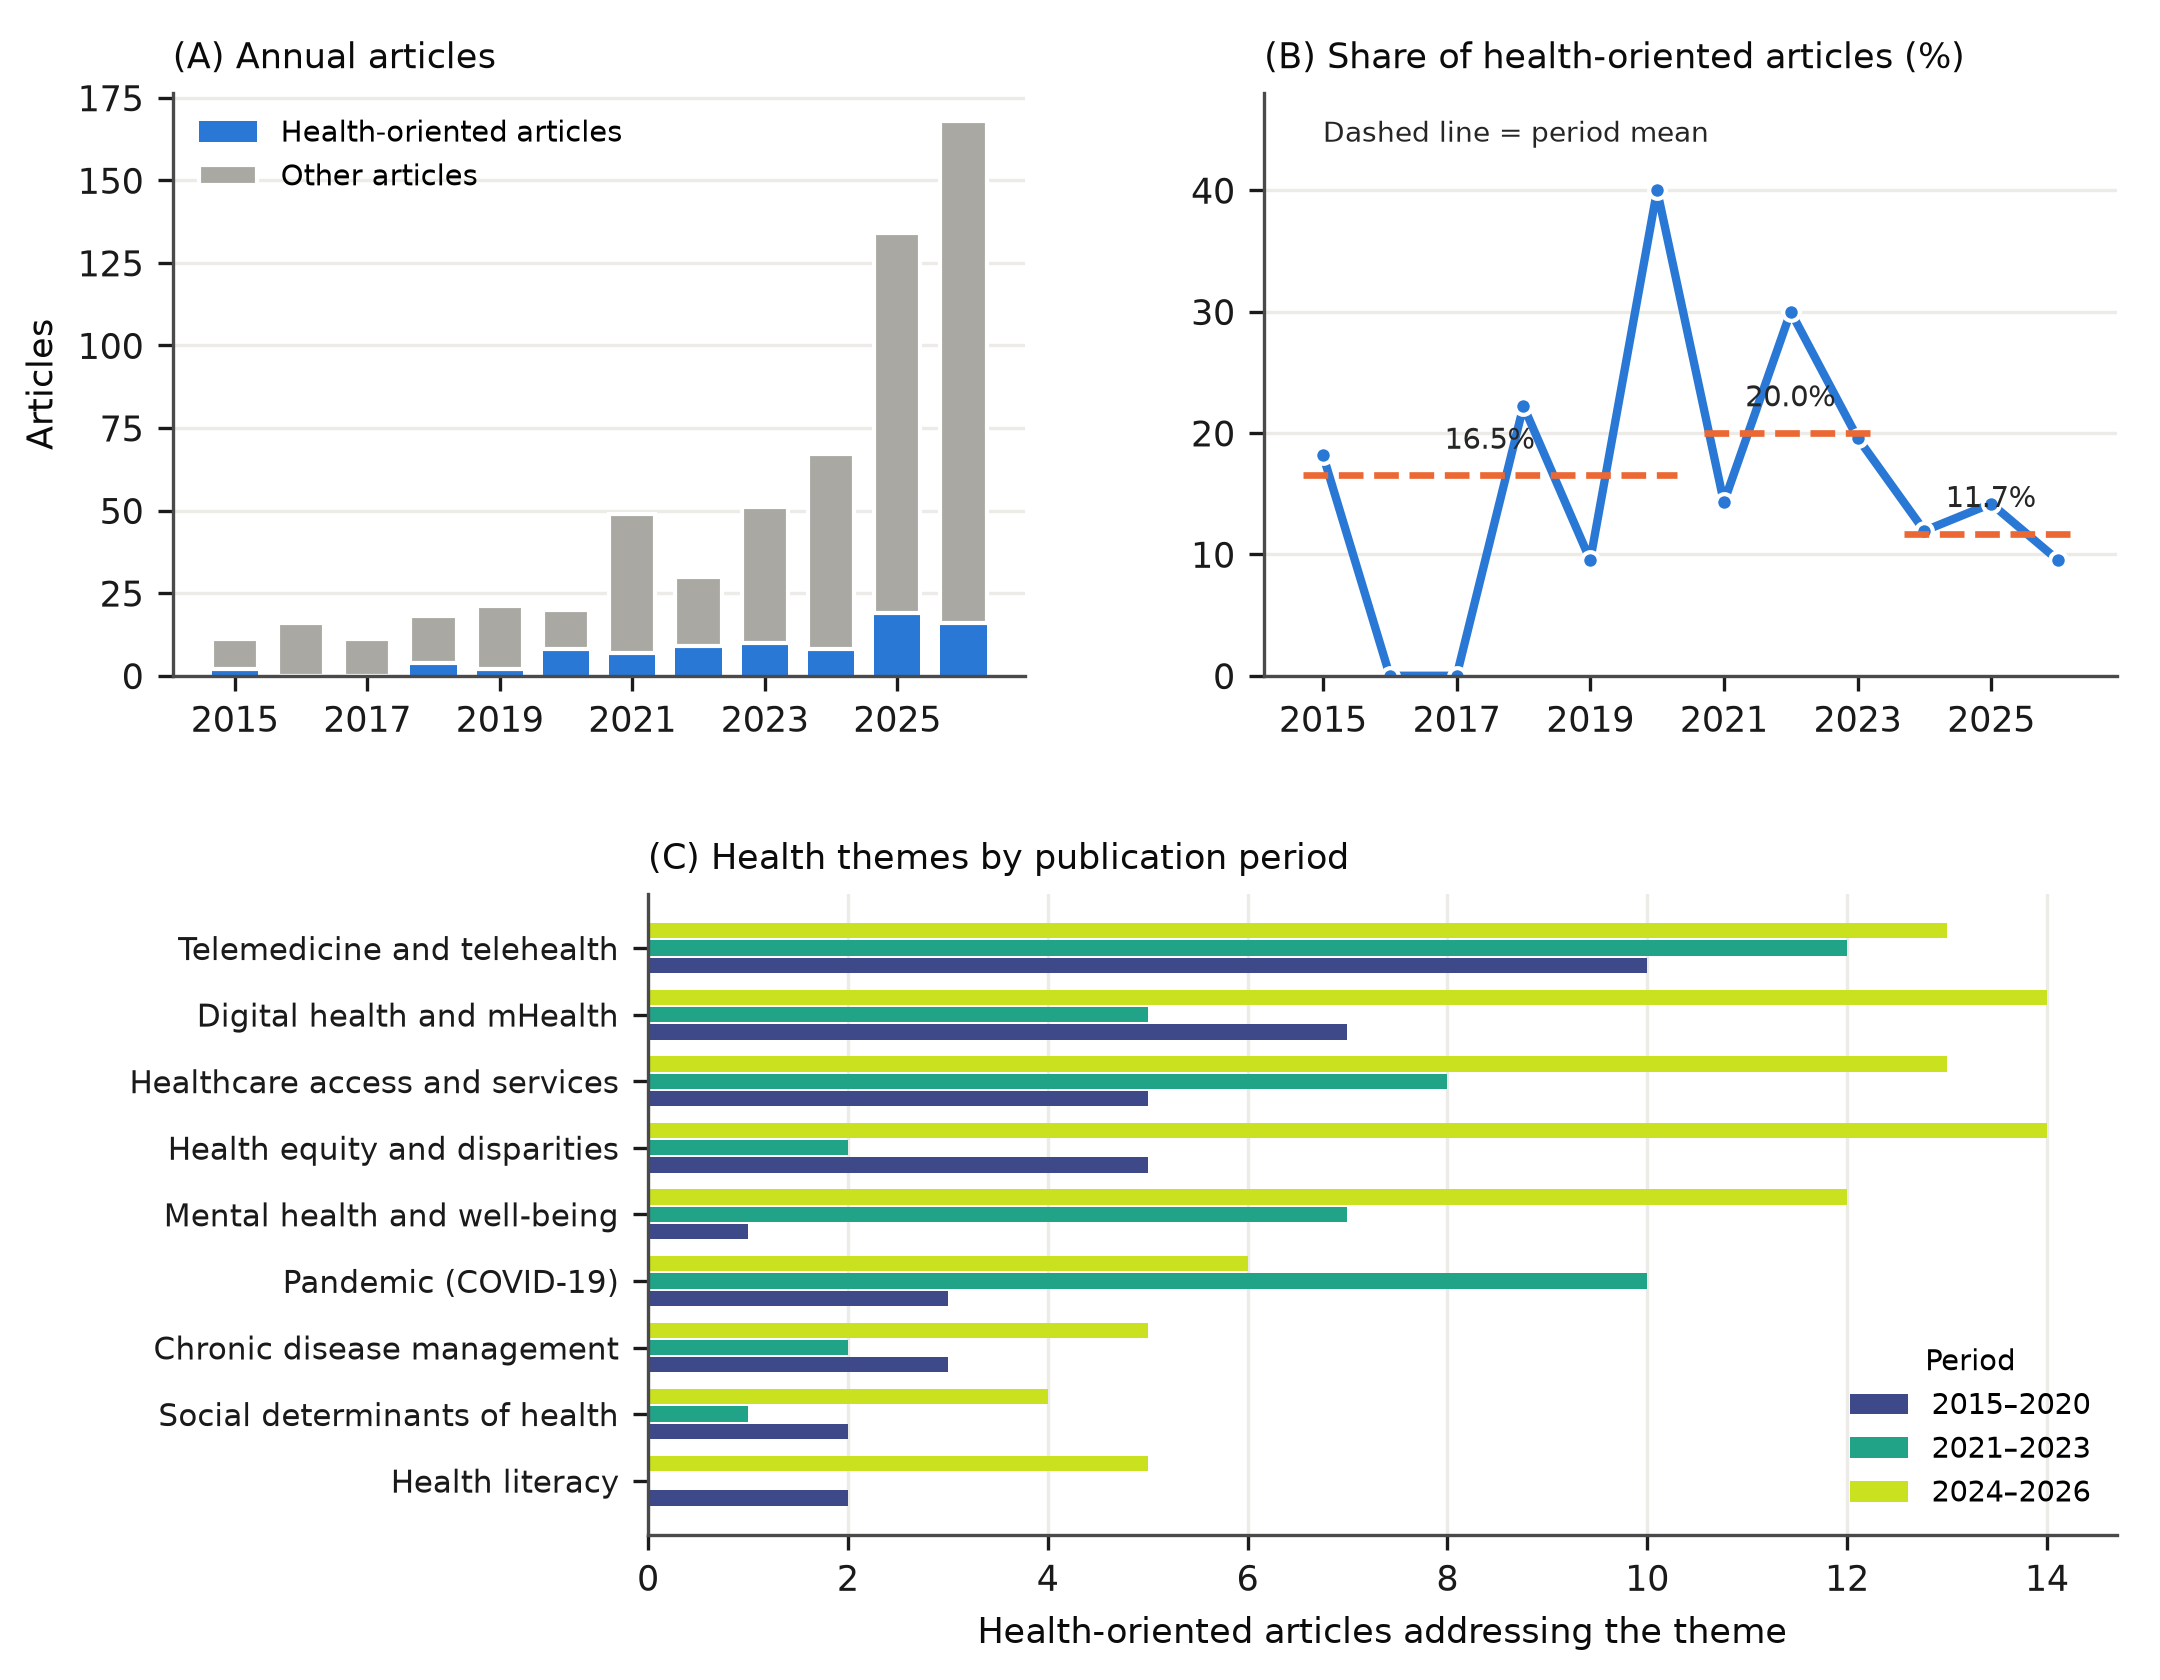 (A) Annual articles
175
150
125
100
75
50
25
0
Articles
Health-oriented articles
Other articles
2015 2017 2019 2021 2023 2025
(B) Share of health-oriented articles (%)
Dashed line = period mean
40
30
20
10
0
16.5%
20.0%
11.7%
2015 2017 2019 2021 2023 2025
(C) Health themes by publication period
Telemedicine and telehealth
Digital health and mHealth
Healthcare access and services
Health equity and disparities
Mental health and well-being
Pandemic (COVID-19)
Chronic disease management
Social determinants of health
Health literacy
Period
2015–2020
2021–2023
2024–2026
0 2 4 6 8 10 12 14
Health-oriented articles addressing the theme